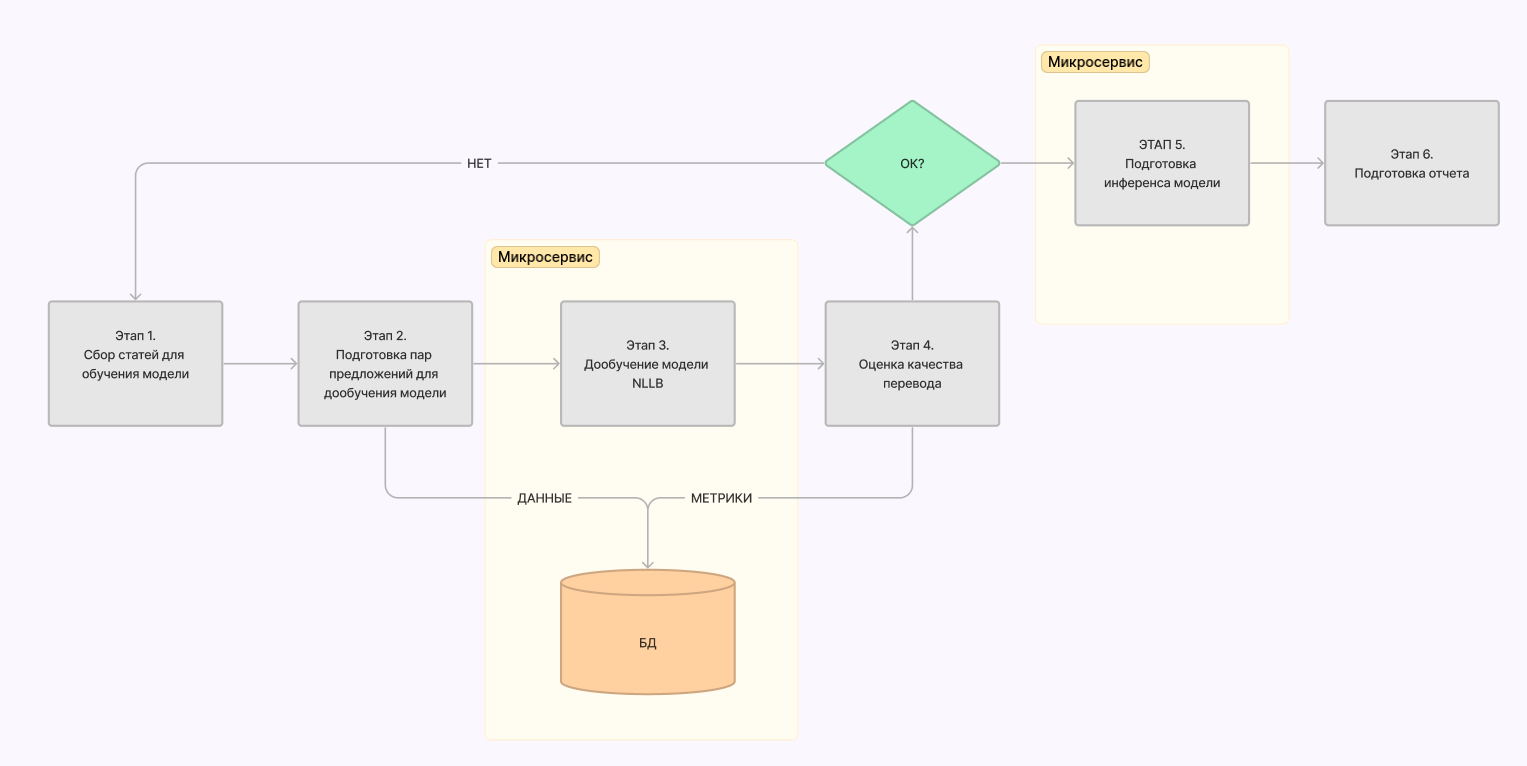 Микросервис
ЭТАП 5.
Подготовка
инференса модели
Этап 6.
Подготовка отчета
ОК?
НЕТ
Микросервис
Этап 1.
Сбор статей для
обучения модели
Этап 2.
Подготовка пар
предложений для
дообучения модели
Этап 3.
Дообучение модели
NLLB
Этап 4.
Оценка качества
перевода
ДАННЫЕ
МЕТРИКИ
БД